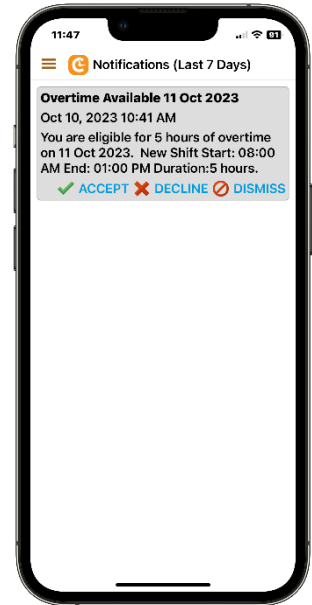 11:47
91
Notifications (Last 7 Days)
Overtime Available 11 Oct 2023
Oct 10, 2023 10:41 AM
You are eligible for 5 hours of overtime
on 11 Oct 2023.  New Shift Start: 08:00
AM End: 01:00 PM Duration:5 hours.
ACCEPT DECLINE DISMISS